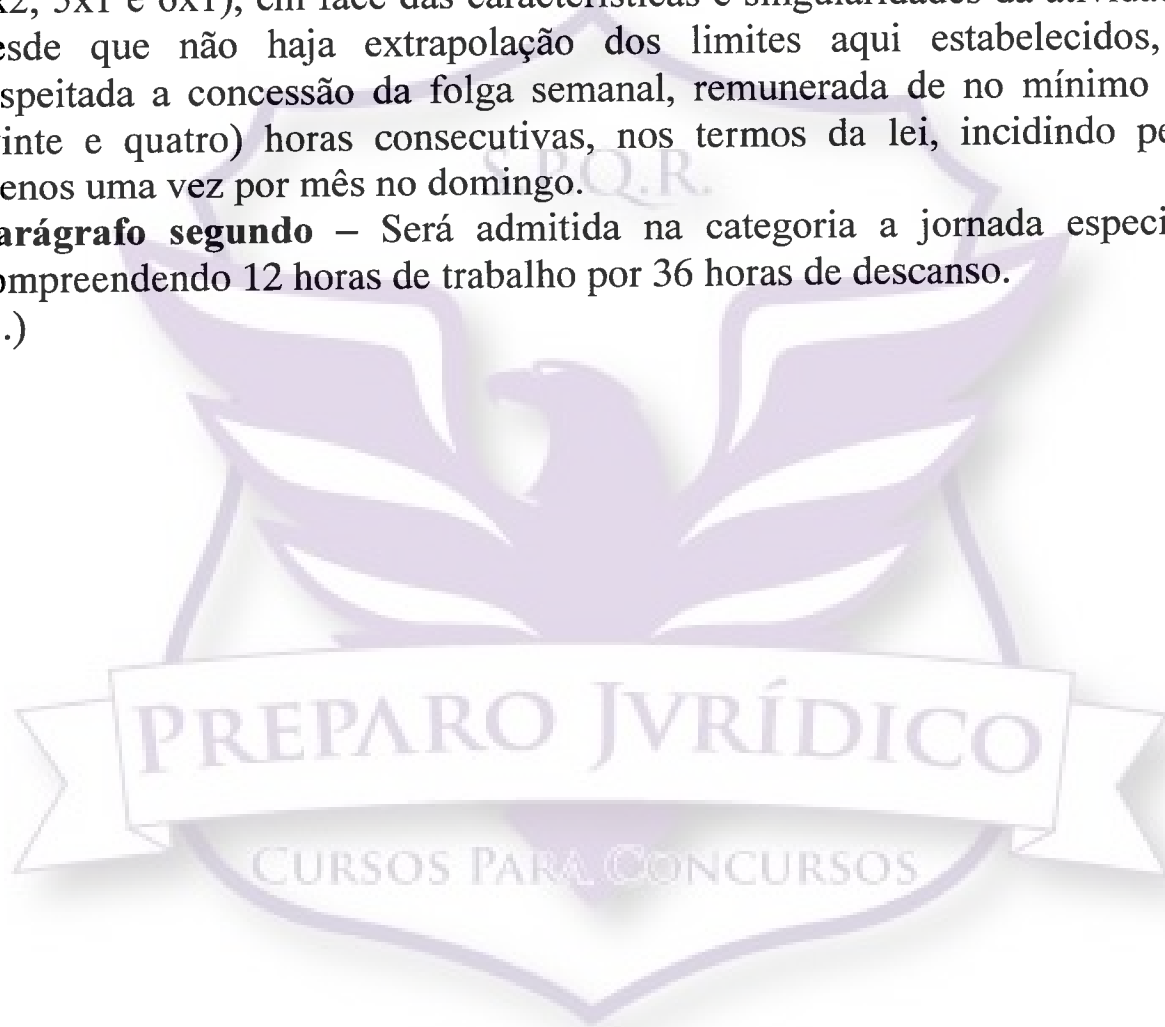 x2, 5x1 e 6x1), em face das características e singularidades da atividade
esde que não haja extrapolação dos limites aqui estabelecidos,
speitada a concessão da folga semanal, remunerada de no mínimo
inte e quatro) horas consecutivas, nos termos da lei, incidindo pe
enos uma vez por mês no domingo.
S.P.Q.R.
arágrafo segundo – Será admitida na categoria a jornada especi
ompreendendo 12 horas de trabalho por 36 horas de descanso.
.)
PREPARO JVRÍDICO
CURSOS PARA CONCURSOS